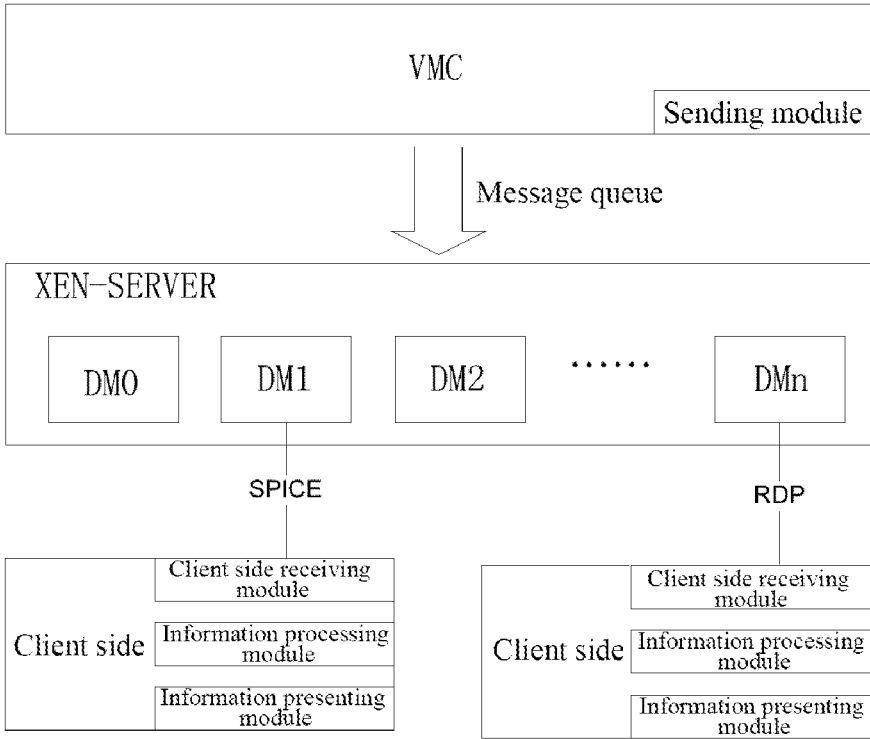 VMC
Sending module
Message queue
XEN-SERVER
DM0
DM1
DM2
......
DMn
SPICE
RDP
Client side
Client side receiving
module
Information processing
module
Information presenting
module
Client side
Client side receiving
module
Information processing
module
Information presenting
module